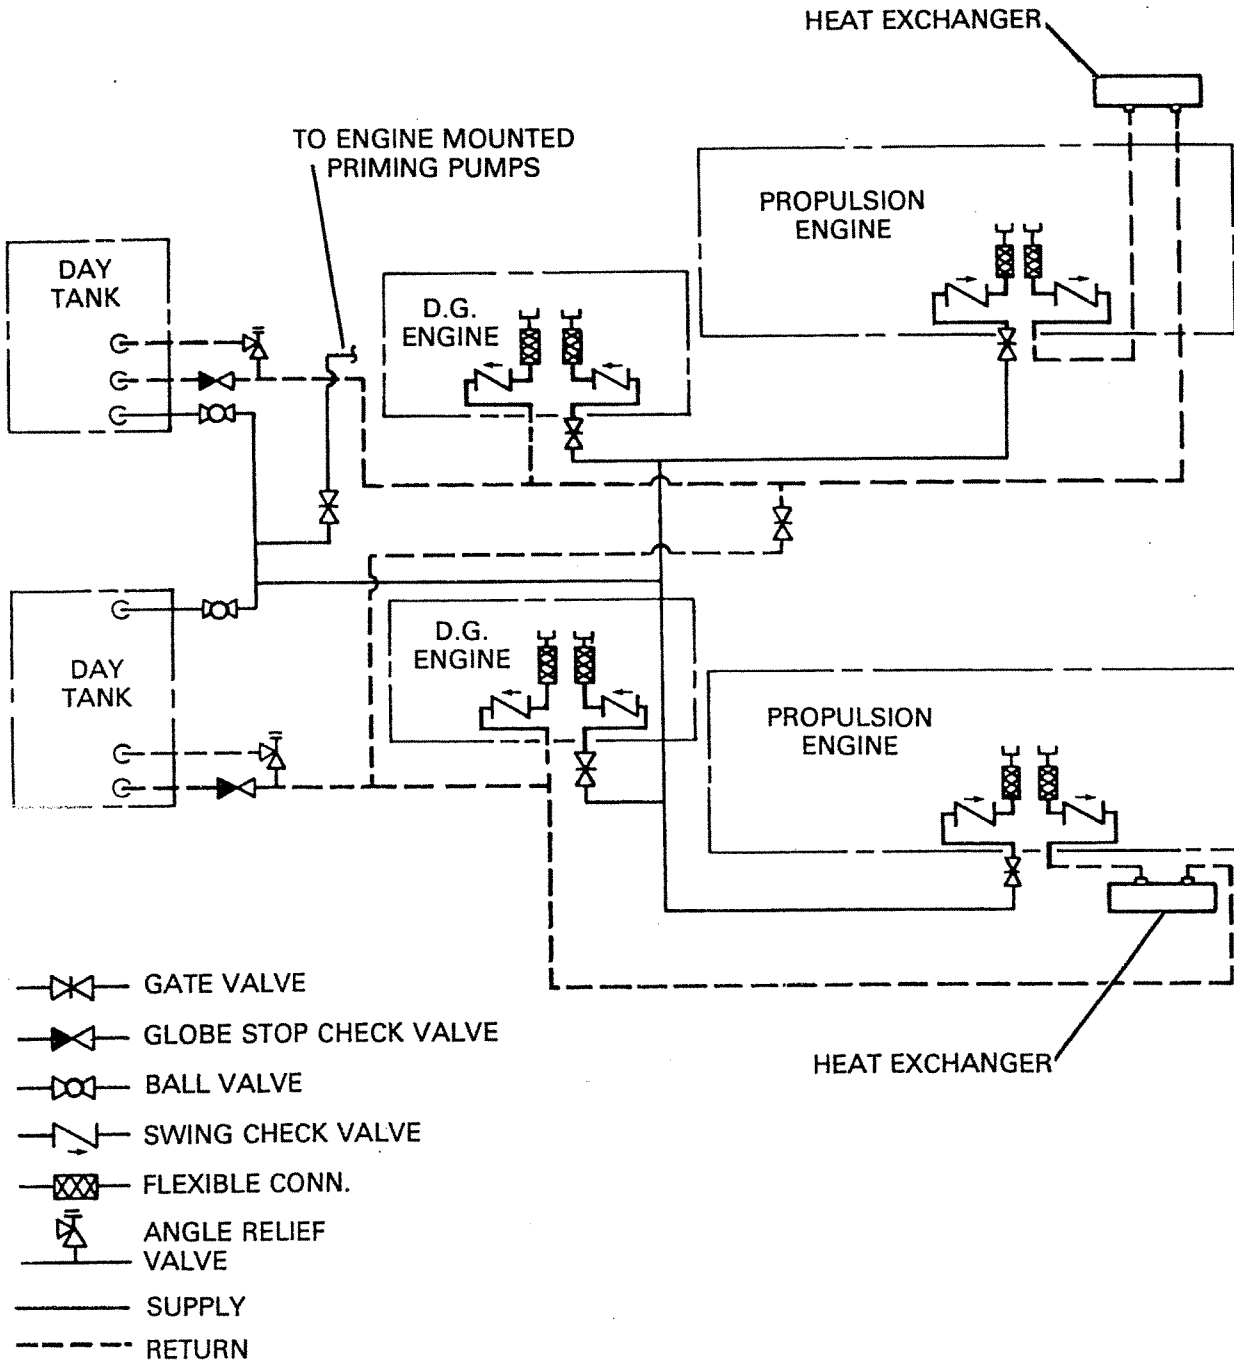 HEAT EXCHANGER
TO ENGINE MOUNTED
PRIMING PUMPS
PROPULSION
ENGINE
DAY
TANK
D.G.
ENGINE
D.G.
ENGINE
DAY
TANK
PROPULSION
ENGINE
HEAT EXCHANGER
GATE VALVE
GLOBE STOP CHECK VALVE
BALL VALVE
SWING CHECK VALVE
FLEXIBLE CONN.
ANGLE RELIEF
VALVE
SUPPLY
RETURN